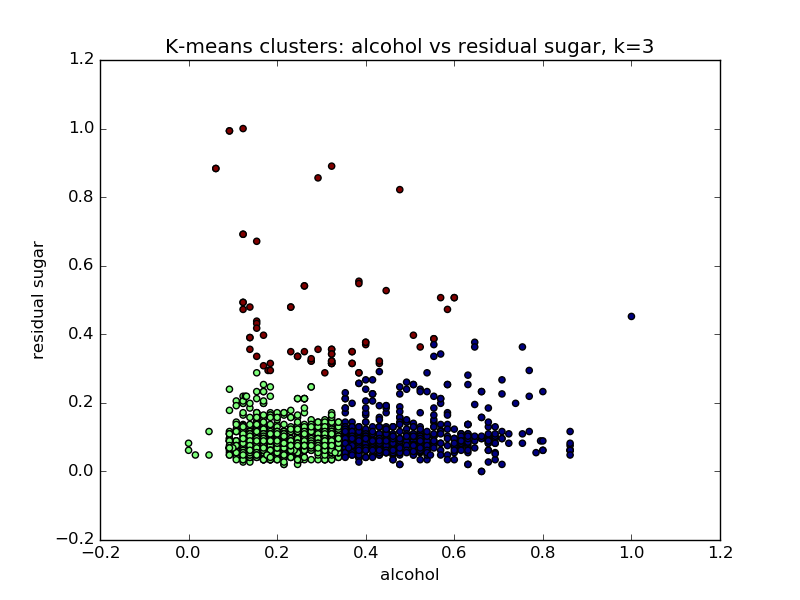 K-means clusters: alcohol vs residual sugar, k=3
1.2
1.0
0.8
0.6
0.4
0.2
0.0
−0.2
residual sugar
−0.2 0.0 0.2 0.4 0.6 0.8 1.0 1.2
alcohol